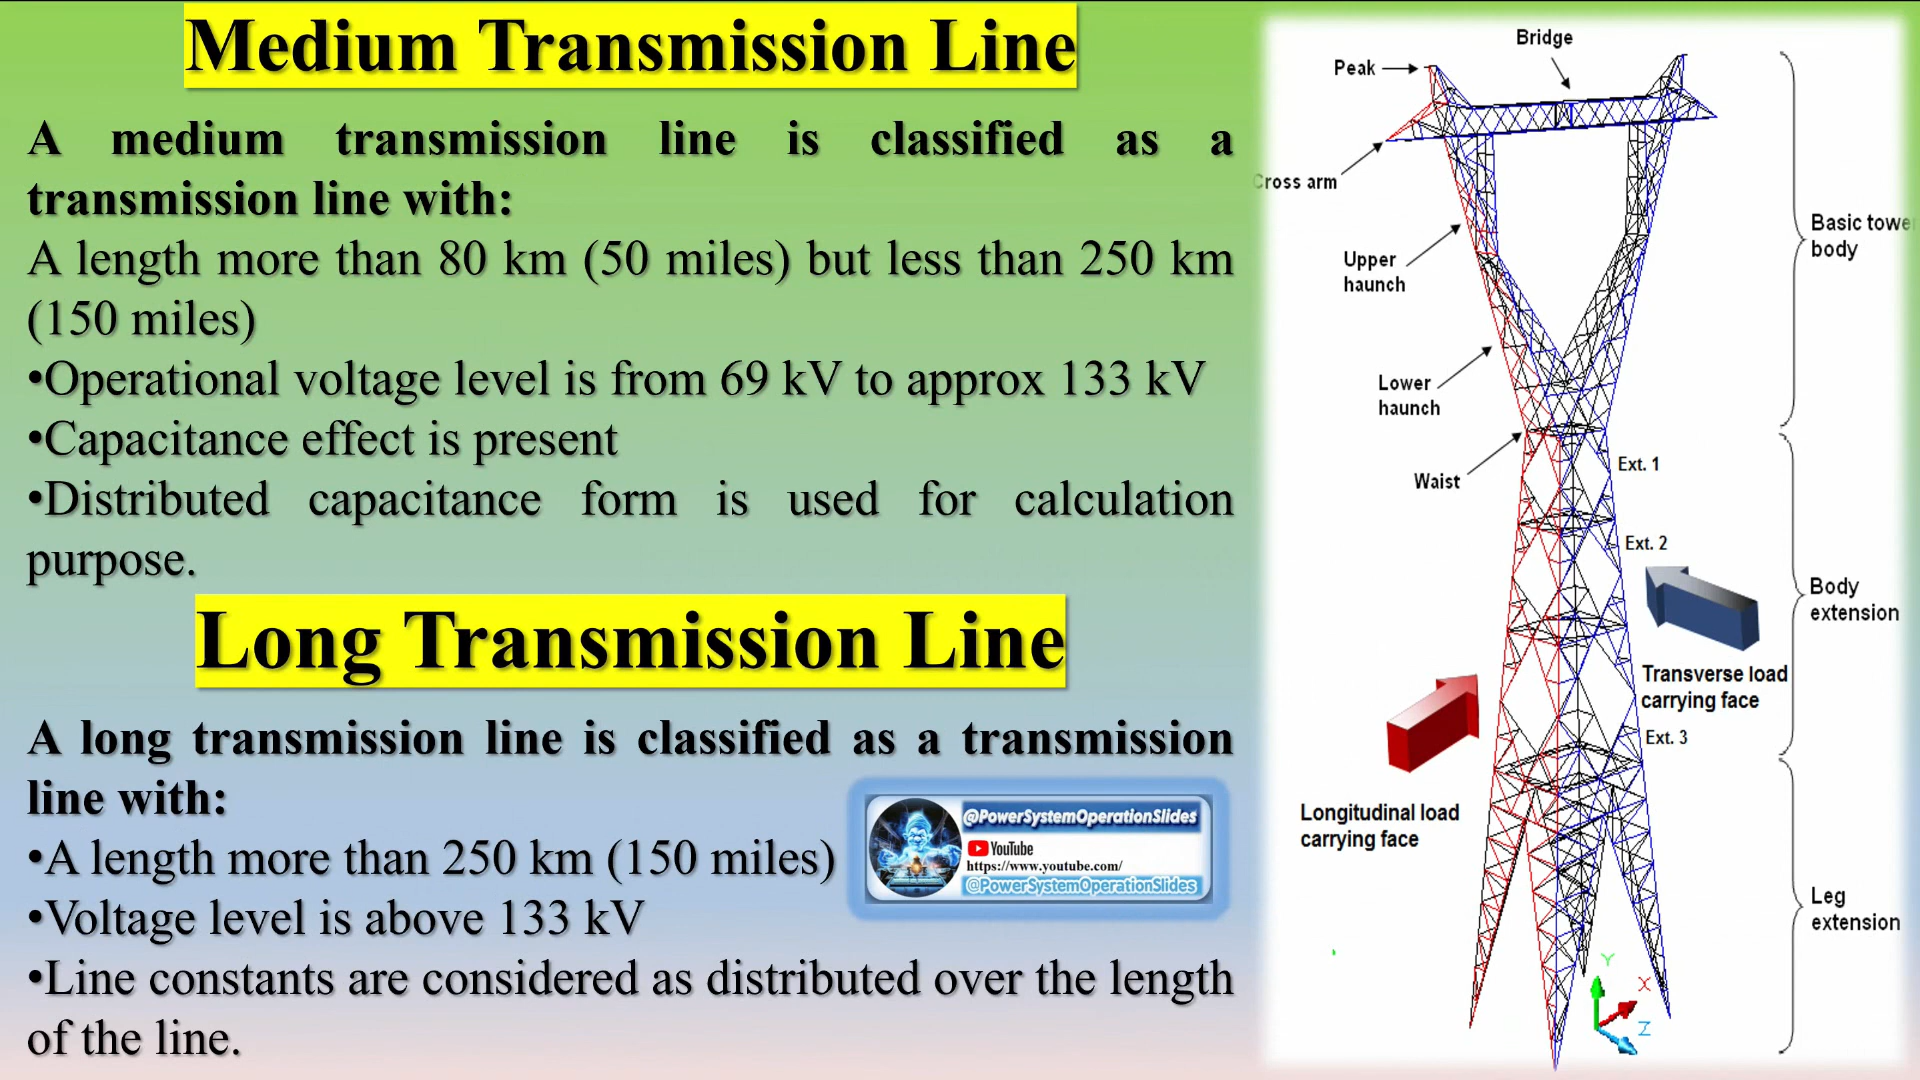 Medium Transmission Line
A medium transmission line is classified as a
transmission line with:
A length more than 80 km (50 miles) but less than 250 km
(150 miles)
•Operational voltage level is from 69 kV to approx 133 kV
•Capacitance effect is present
•Distributed capacitance form is used for calculation
purpose.
Long Transmission Line
A long transmission line is classified as a transmission
line with:
•A length more than 250 km (150 miles)
•Voltage level is above 133 kV
•Line constants are considered as distributed over the length
of the line.
@PowerSystemOperationSlides
YouTube
https://www.youtube.com/
@PowerSystemOperationSlides
Bridge
Peak
Cross arm
Upper
haunch
Lower
haunch
Waist
Basic tower
body
Ext. 1
Ext. 2
Body
extension
Transverse load
carrying face
Ext. 3
Longitudinal load
carrying face
Leg
extension
Y
X
Z